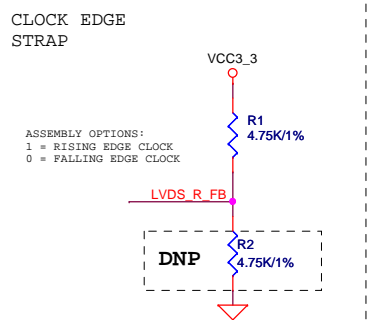 CLOCK EDGE
STRAP
VCC3_3
R1
4.75K/1%
ASSEMBLY OPTIONS:
1 = RISING EDGE CLOCK
0 = FALLING EDGE CLOCK
LVDS_R_FB
R2
DNP
4.75K/1%